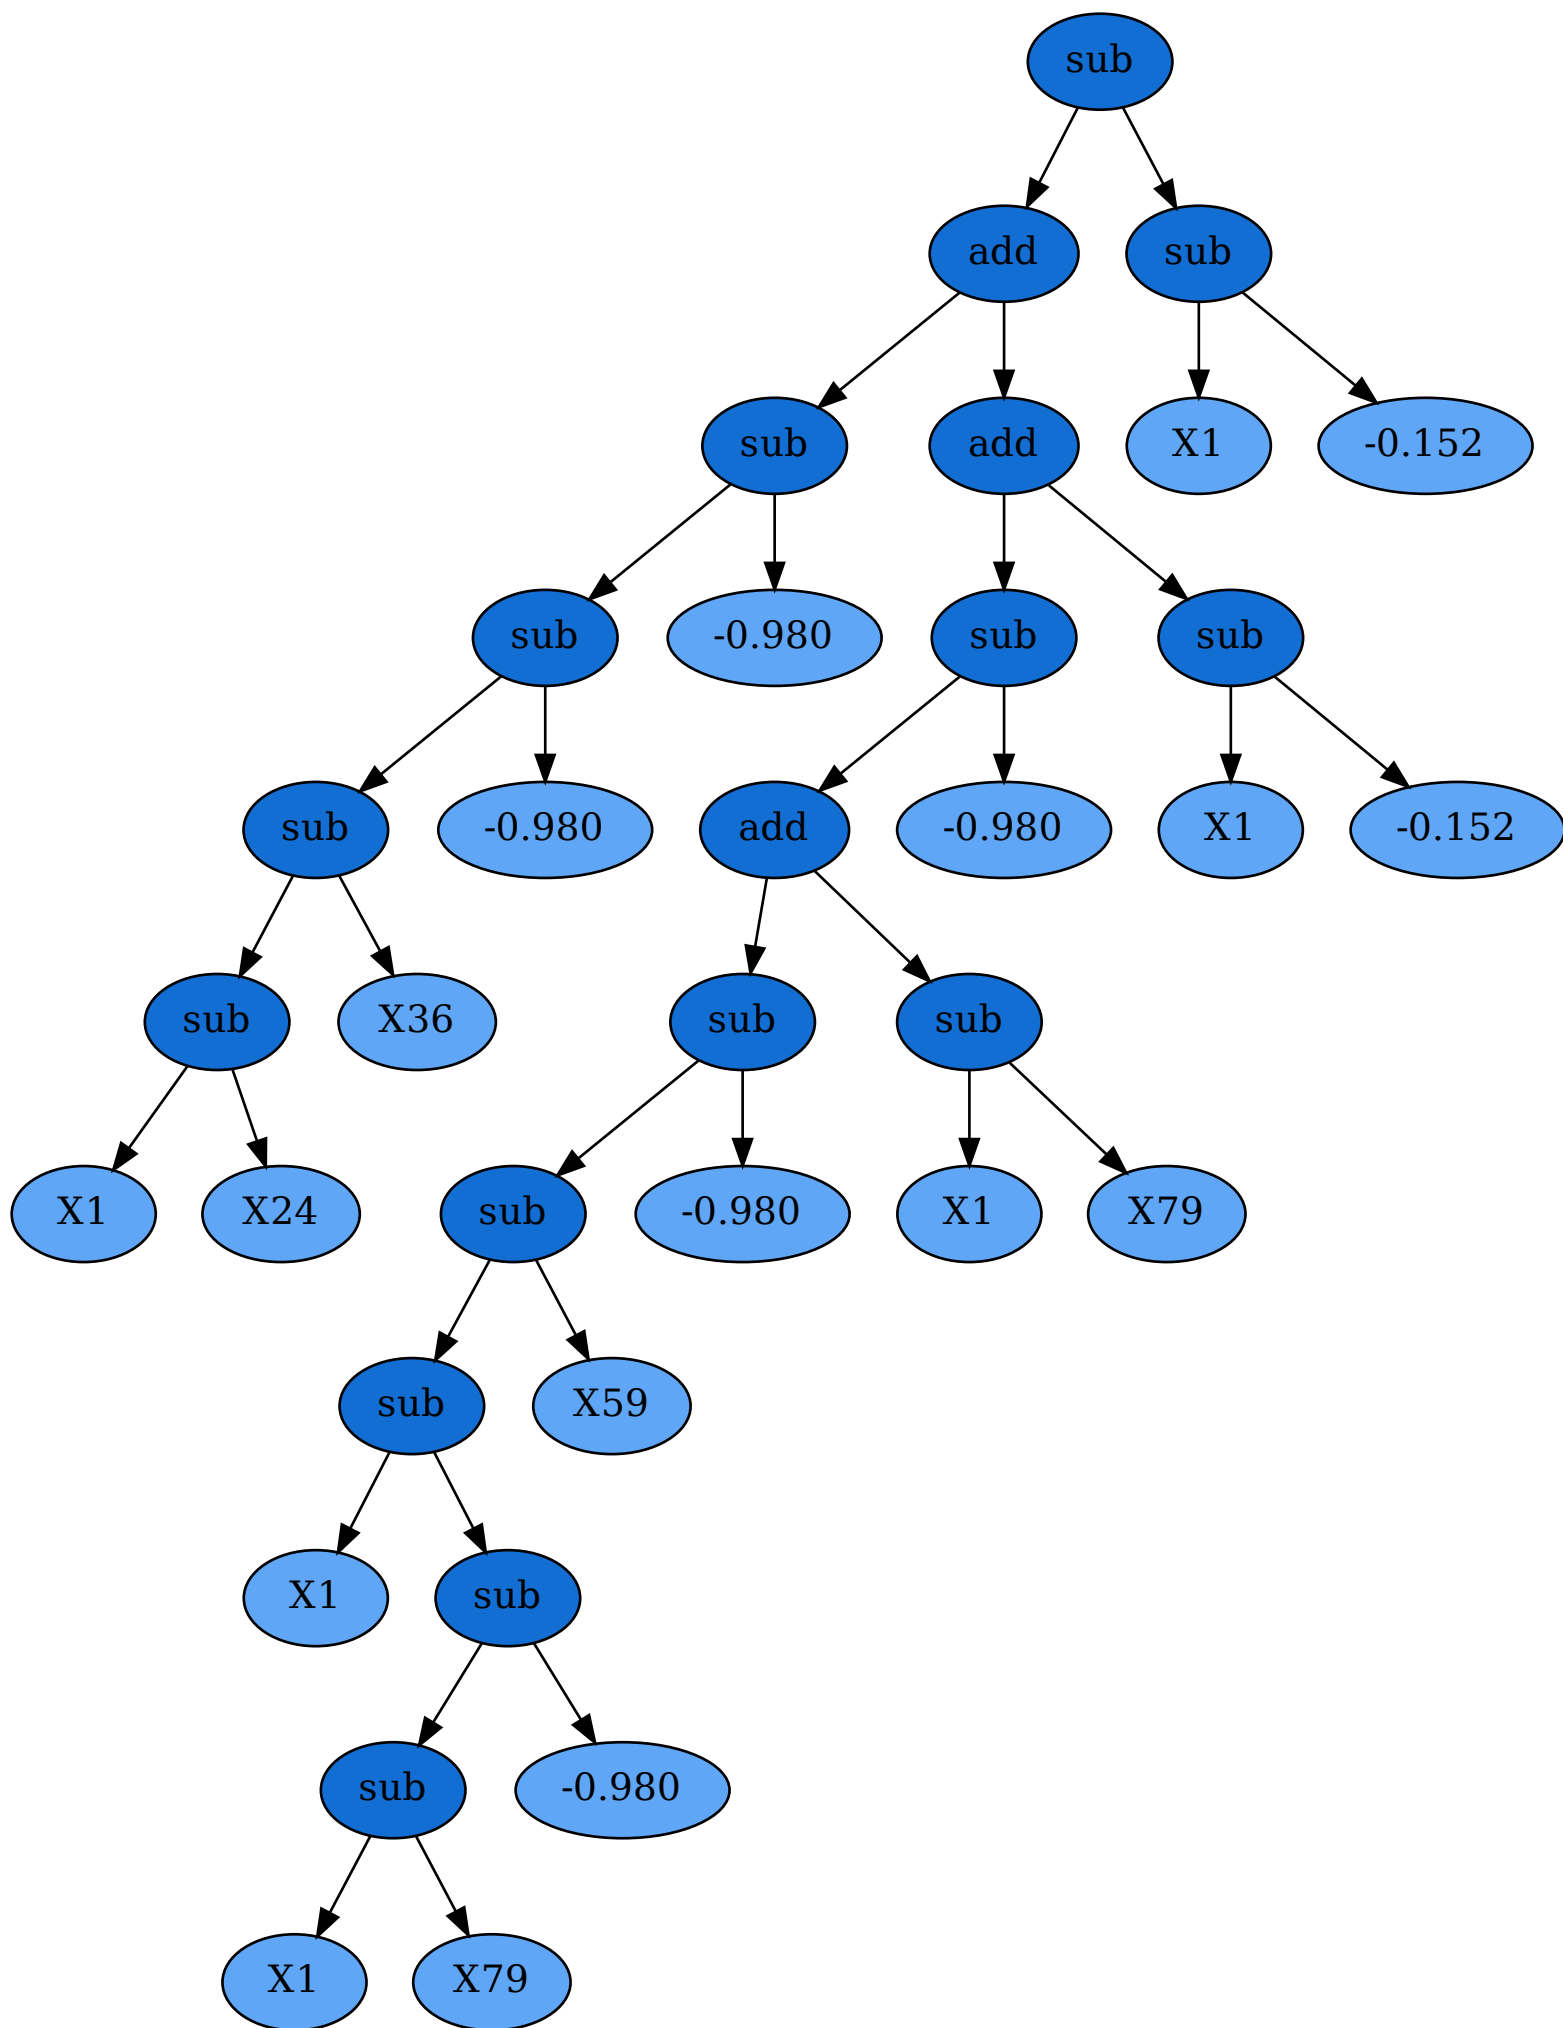 sub
add sub
sub add X1 -0.152
sub -0.980 sub sub
sub -0.980 add -0.980 X1 -0.152
sub X36 sub sub
X1 X24 sub -0.980 X1 X79
sub X59
X1 sub
sub -0.980
X1 X79